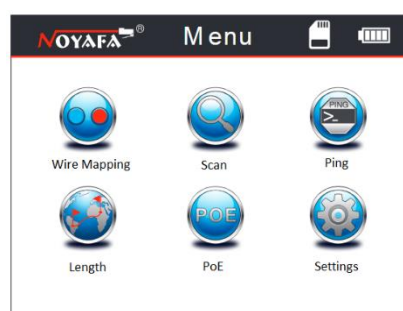 NOYAFA® Menu
PING
>_
Wire Mapping Scan Ping
POE
Length PoE Settings